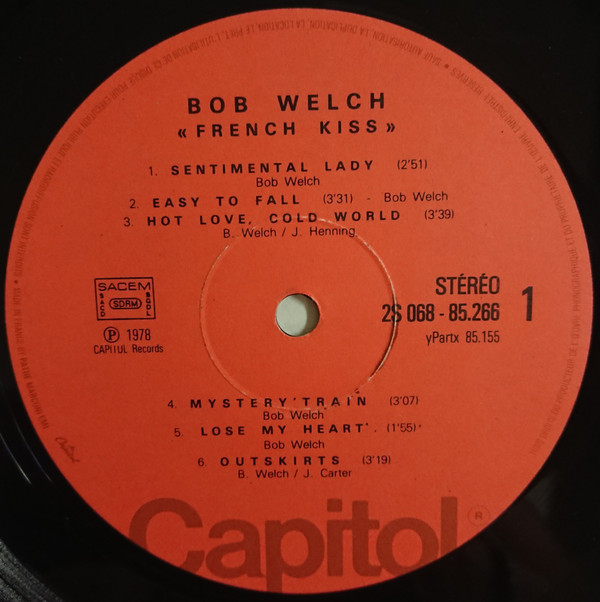 BOB WELCH
« FRENCH KISS »
1. SENTIMENTAL LADY (2'51)
Bob Welch
2. EASY TO FALL (3'31) - Bob Welch
3. HOT LOVE, COLD WORLD (3'39)
B. Welch / J. Henning
SACEM
SACD
SDRM
SGDL
STÉRÉO
2S 068 - 85.266
1
yPartx 85.155
Ⓟ 1978
CAPITOL Records
4. MYSTERY TRAIN (3'07)
Bob Welch
5. LOSE MY HEART . (1'55)
Bob Welch
6. OUTSKIRTS (3'19)
B. Welch / J. Carter
Capitol
Capitol ®